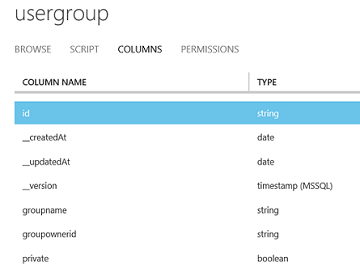 usergroup
BROWSE SCRIPT COLUMNS PERMISSIONS
COLUMN NAME TYPE
id string
__createdAt date
__updatedAt date
__version timestamp (MSSQL)
groupname string
groupownerid string
private boolean